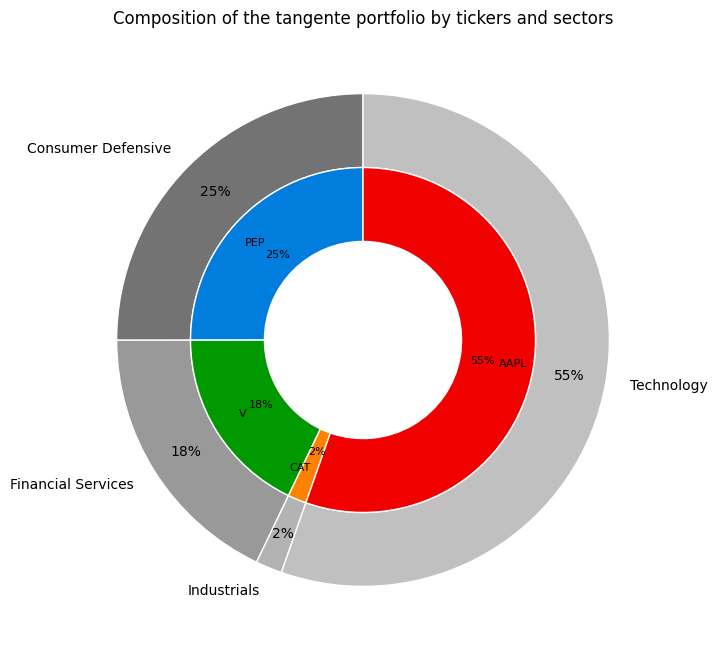 Composition of the tangente portfolio by tickers and sectors
Consumer Defensive
25%
PEP
25%
55%
AAPL
55%
Technology
V
18%
18%
2%
CAT
Financial Services
2%
Industrials